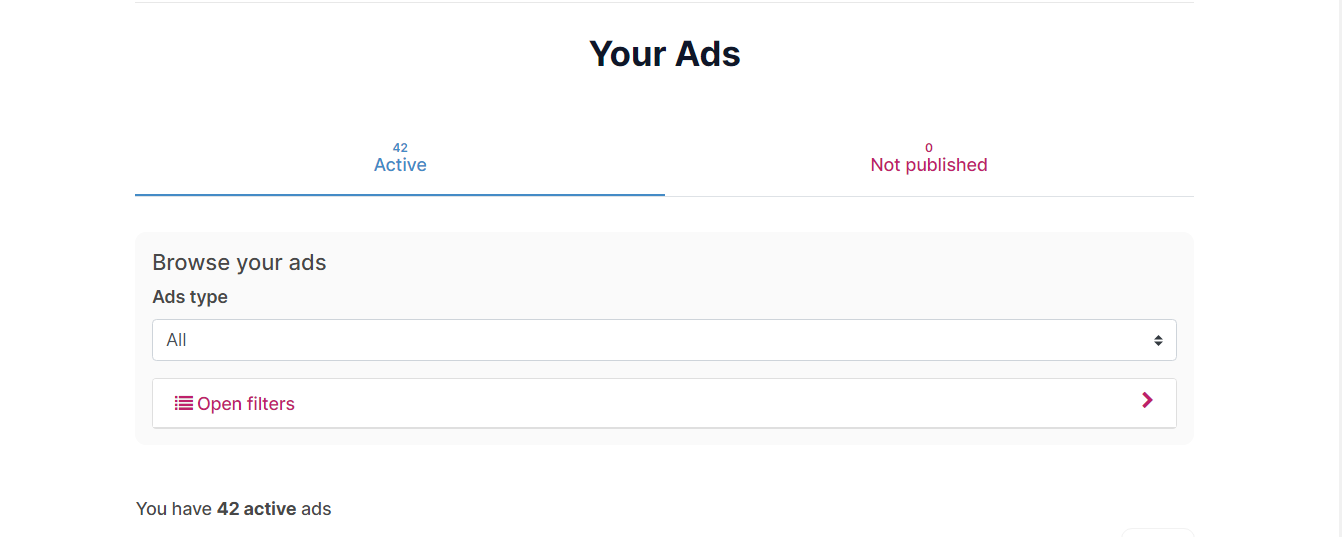 Your Ads
42
Active
0
Not published
Browse your ads
Ads type
All
Open filters
You have 42 active ads